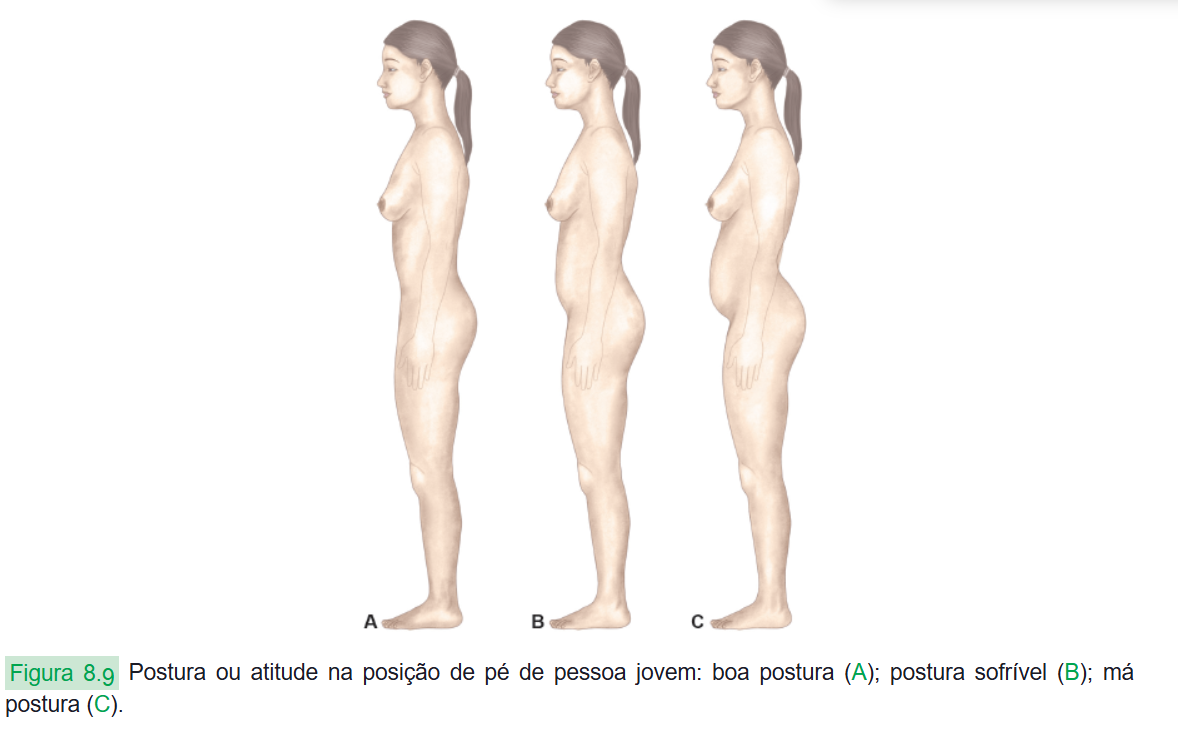 A
B
C
Figura 8.9 Postura ou atitude na posição de pé de pessoa jovem: boa postura (A); postura sofrível (B); má
postura (C).